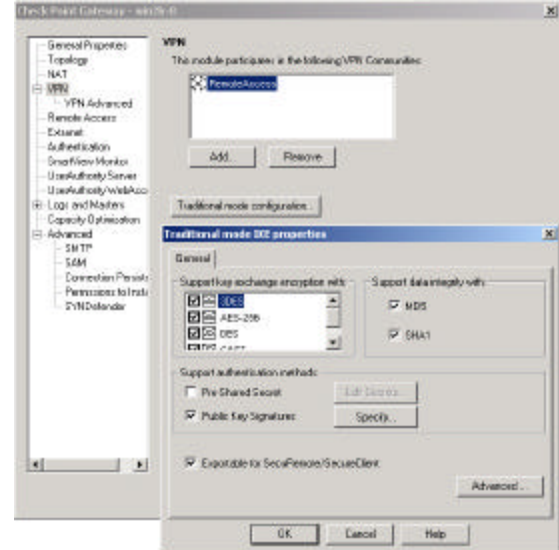 Check Point Gateway - win2k-8
General Properties
Topology
NAT
VPN
VPN Advanced
Remote Access
Extranet
Authentication
SmartView Monitor
UserAuthority Server
UserAuthority WebAcc
Logs and Masters
Capacity Optimization
Advanced
SMTP
SAM
Connection Persiste
Permissions to Insta
SYNDefender
VPN
This module participates in the following VPN Communities:
RemoteAccess
Add...
Remove
Traditional mode configuration...
Traditional mode IKE properties
General
Support key exchange encryption with:
3DES
AES-256
DES
CAST
Support data integrity with:
MD5
SHA1
Support authentication methods:
Pre-Shared Secret
Edit Secrets...
Public Key Signatures
Specify...
Exportable for SecuRemote/SecureClient
Advanced...
OK
Cancel
Help